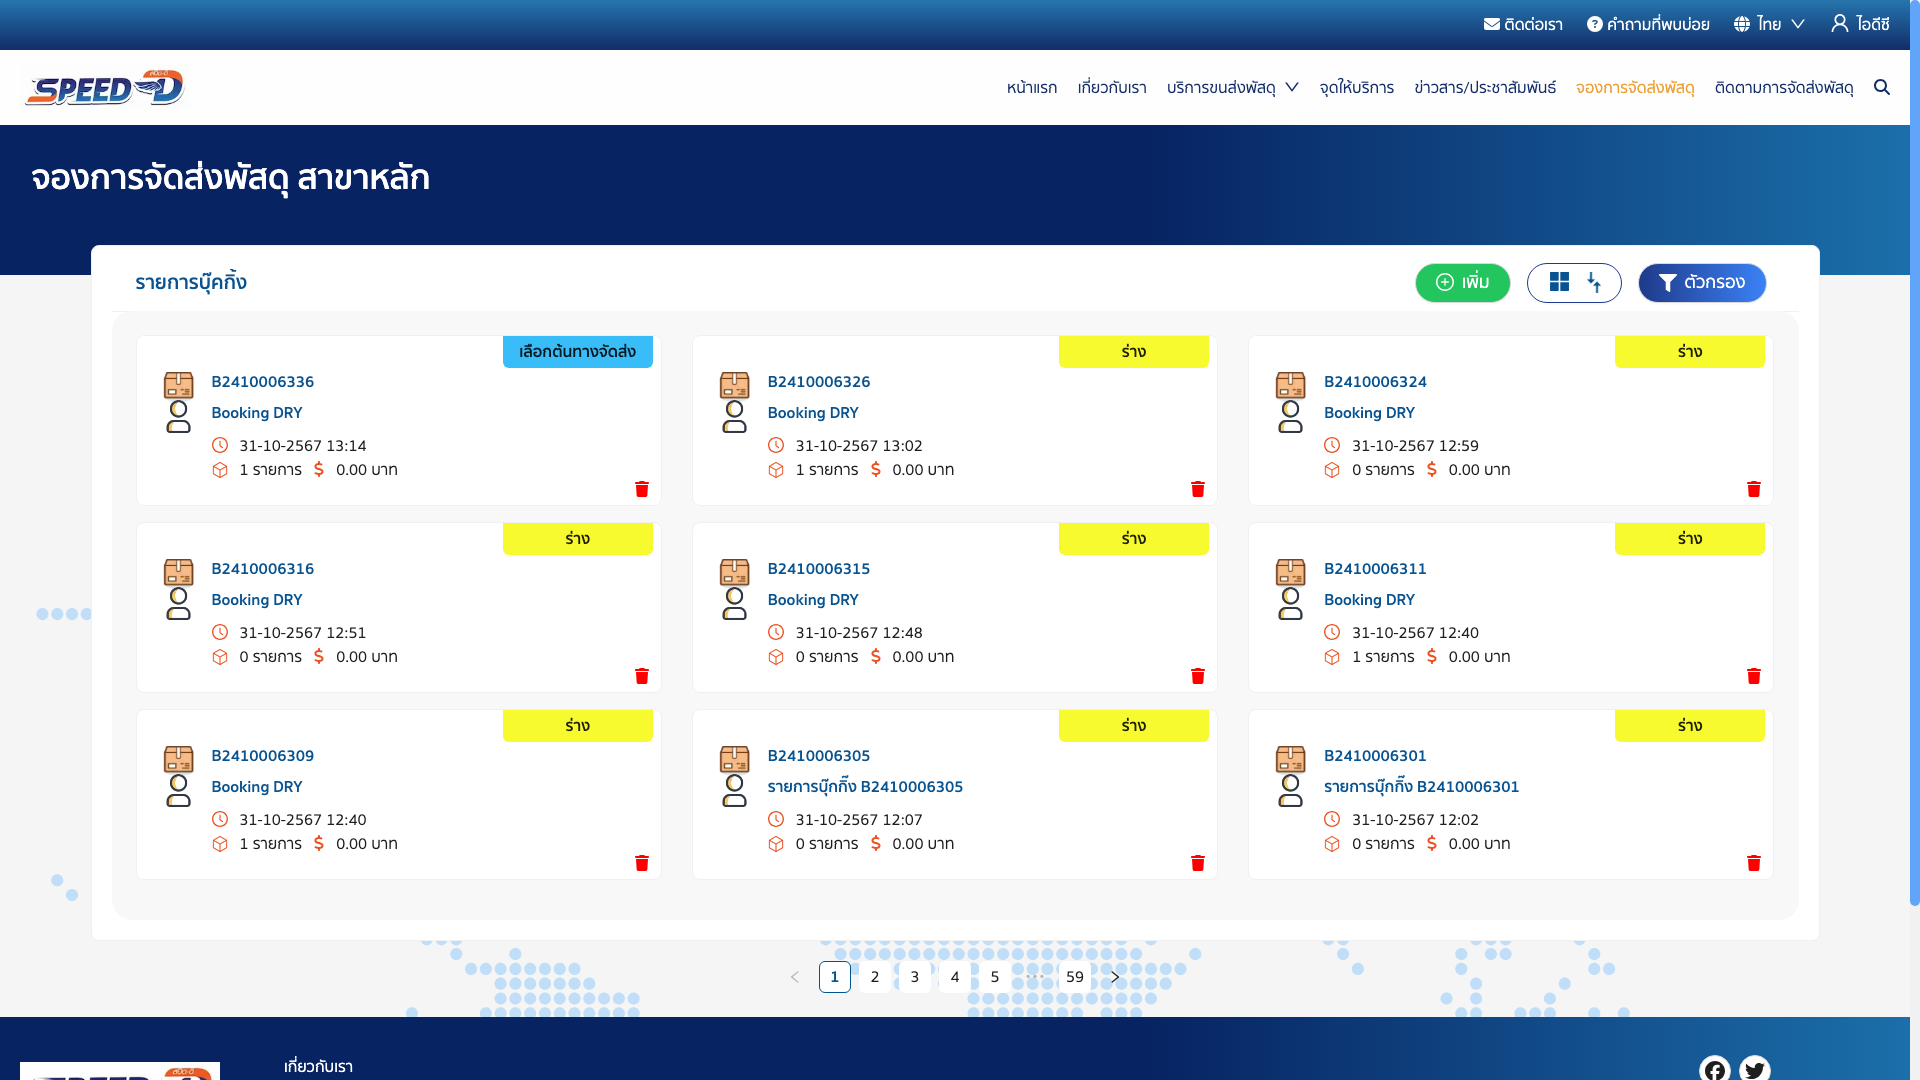 ติดต่อเรา คำถามที่พบบ่อย ไทย ไอดีซี
SPEED-D
หน้าแรก เกี่ยวกับเรา บริการขนส่งพัสดุ จุดให้บริการ ข่าวสาร/ประชาสัมพันธ์ จองการจัดส่งพัสดุ ติดตามการจัดส่งพัสดุ
จองการจัดส่งพัสดุ สาขาหลัก
รายการบุ๊คกิ้ง
เพิ่ม ตัวกรอง
เลือกต้นทางจัดส่ง
B2410006336
Booking DRY
31-10-2567 13:14
1 รายการ $ 0.00 บาท
ร่าง
B2410006326
Booking DRY
31-10-2567 13:02
1 รายการ $ 0.00 บาท
ร่าง
B2410006324
Booking DRY
31-10-2567 12:59
0 รายการ $ 0.00 บาท
ร่าง
B2410006316
Booking DRY
31-10-2567 12:51
0 รายการ $ 0.00 บาท
ร่าง
B2410006315
Booking DRY
31-10-2567 12:48
0 รายการ $ 0.00 บาท
ร่าง
B2410006311
Booking DRY
31-10-2567 12:40
1 รายการ $ 0.00 บาท
ร่าง
B2410006309
Booking DRY
31-10-2567 12:40
1 รายการ $ 0.00 บาท
ร่าง
B2410006305
รายการบุ๊กกิ๊ง B2410006305
31-10-2567 12:07
0 รายการ $ 0.00 บาท
ร่าง
B2410006301
รายการบุ๊กกิ๊ง B2410006301
31-10-2567 12:02
0 รายการ $ 0.00 บาท
1 2 3 4 5 ••• 59
เกี่ยวกับเรา